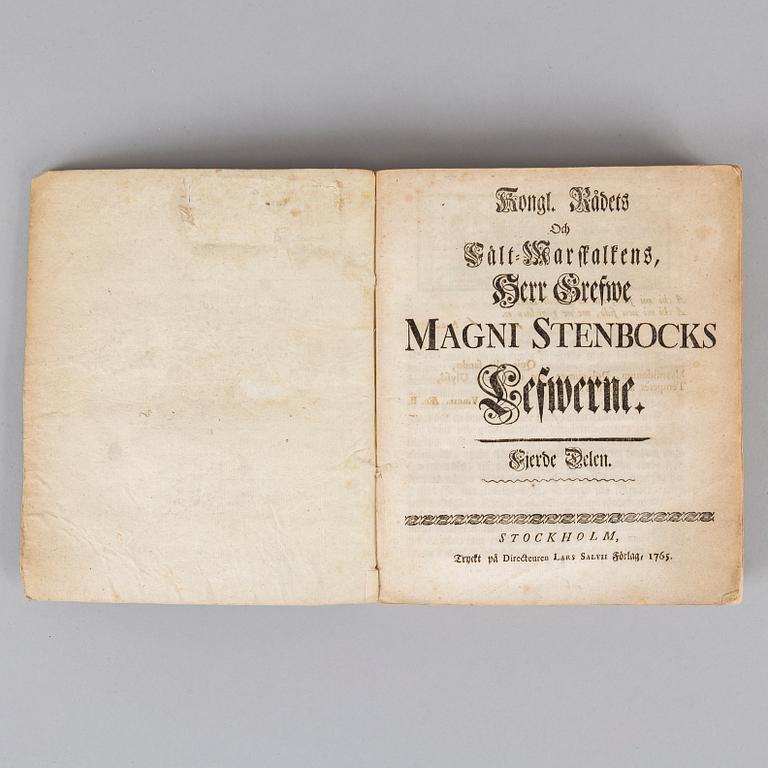 Kongl. Rådets
Och
Fält-Marskalkens,
Herr Grefwe
MAGNI STENBOCKS
Lefwerne.
Fjerde Delen.
STOCKHOLM,
Tryckt på Directeuren LARS SALVII Förlag, 1765.